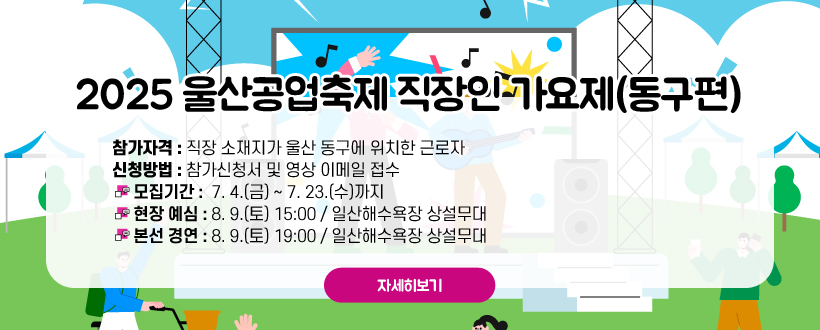 2025 울산공업축제 직장인 가요제(동구편)
참가자격 : 직장 소재지가 울산 동구에 위치한 근로자
신청방법 : 참가신청서 및 영상 이메일 접수
모집기간 : 7. 4.(금) ~ 7. 23.(수)까지
현장 예심 : 8. 9.(토) 15:00 / 일산해수욕장 상설무대
본선 경연 : 8. 9.(토) 19:00 / 일산해수욕장 상설무대
자세히보기